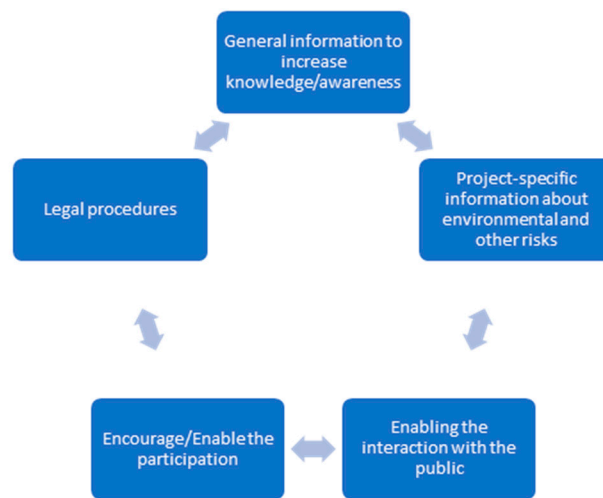 General information to
increase
knowledge/awareness
Project-specific
information about
environmental and
other risks
Enabling the
interaction with the
public
Encourage/Enable the
participation
Legal procedures